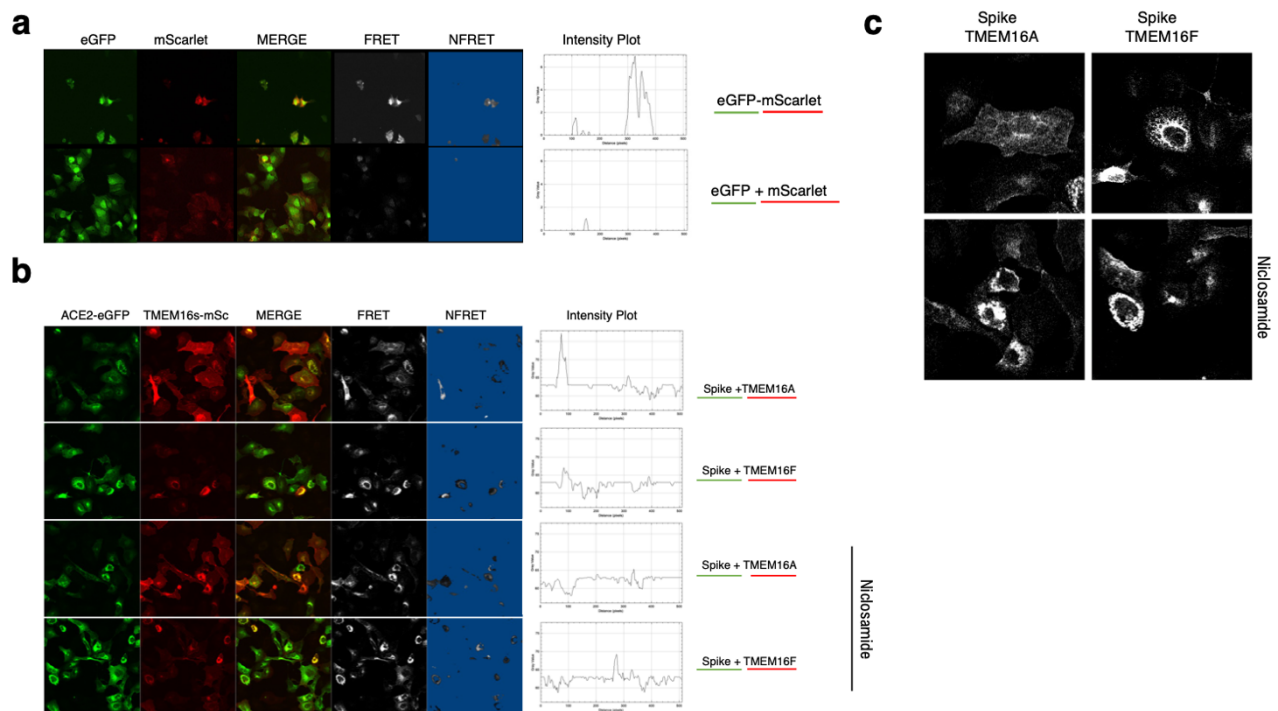 a
eGFP mScarlet MERGE FRET NFRET Intensity Plot
eGFP-mScarlet
eGFP + mScarlet
b
ACE2-eGFP TMEM16s-mSc MERGE FRET NFRET Intensity Plot
Spike +TMEM16A
Spike + TMEM16F
Spike + TMEM16A
Spike + TMEM16F
Niclosamide
c
Spike Spike
TMEM16A TMEM16F
Niclosamide